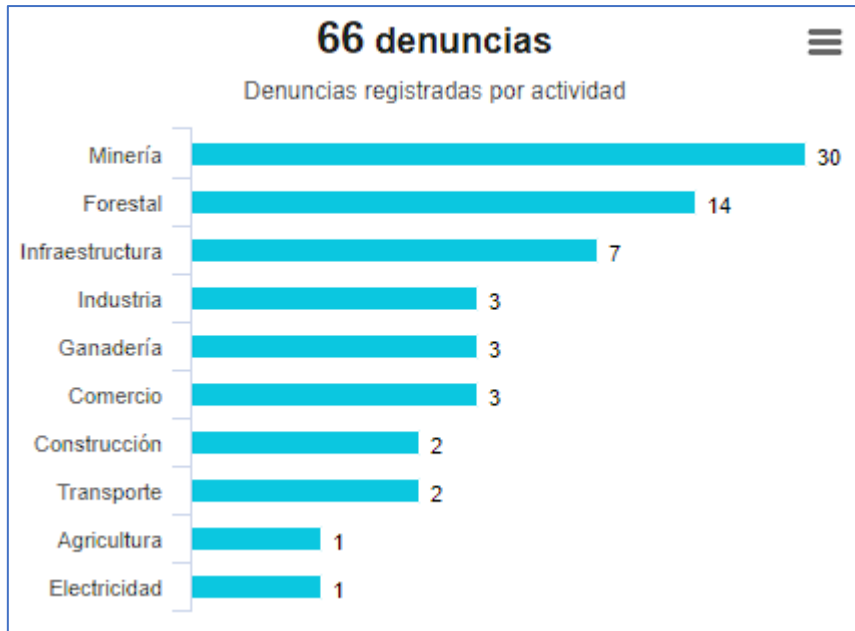 66 denuncias
Denuncias registradas por actividad
Minería 30
Forestal 14
Infraestructura 7
Industria 3
Ganadería 3
Comercio 3
Construcción 2
Transporte 2
Agricultura 1
Electricidad 1